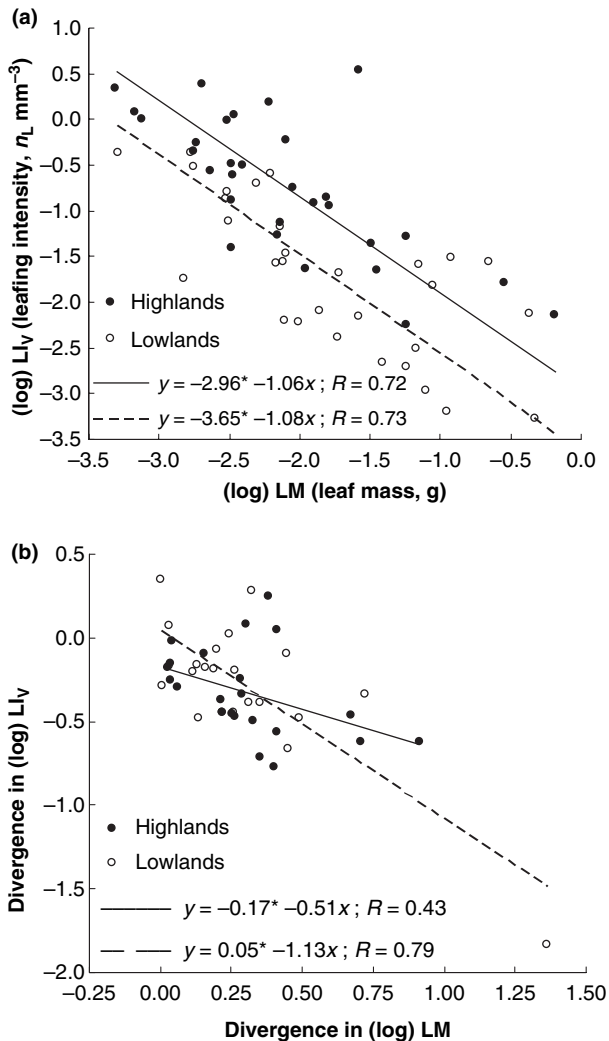 (a)
1.0
0.5
0.0
−0.5
−1.0
−1.5
−2.0
−2.5
−3.0
−3.5
(log) LI_V (leafing intensity, n_L mm⁻³)
Highlands
Lowlands
y = −2.96* −1.06x ; R = 0.72
y = −3.65* −1.08x ; R = 0.73
−3.5 −3.0 −2.5 −2.0 −1.5 −1.0 −0.5 0.0
(log) LM (leaf mass, g)
(b)
0.5
0.0
−0.5
−1.0
−1.5
−2.0
Divergence in (log) LI_V
Highlands
Lowlands
y = −0.17* −0.51x ; R = 0.43
y = 0.05* −1.13x ; R = 0.79
−0.25 0.00 0.25 0.50 0.75 1.00 1.25 1.50
Divergence in (log) LM